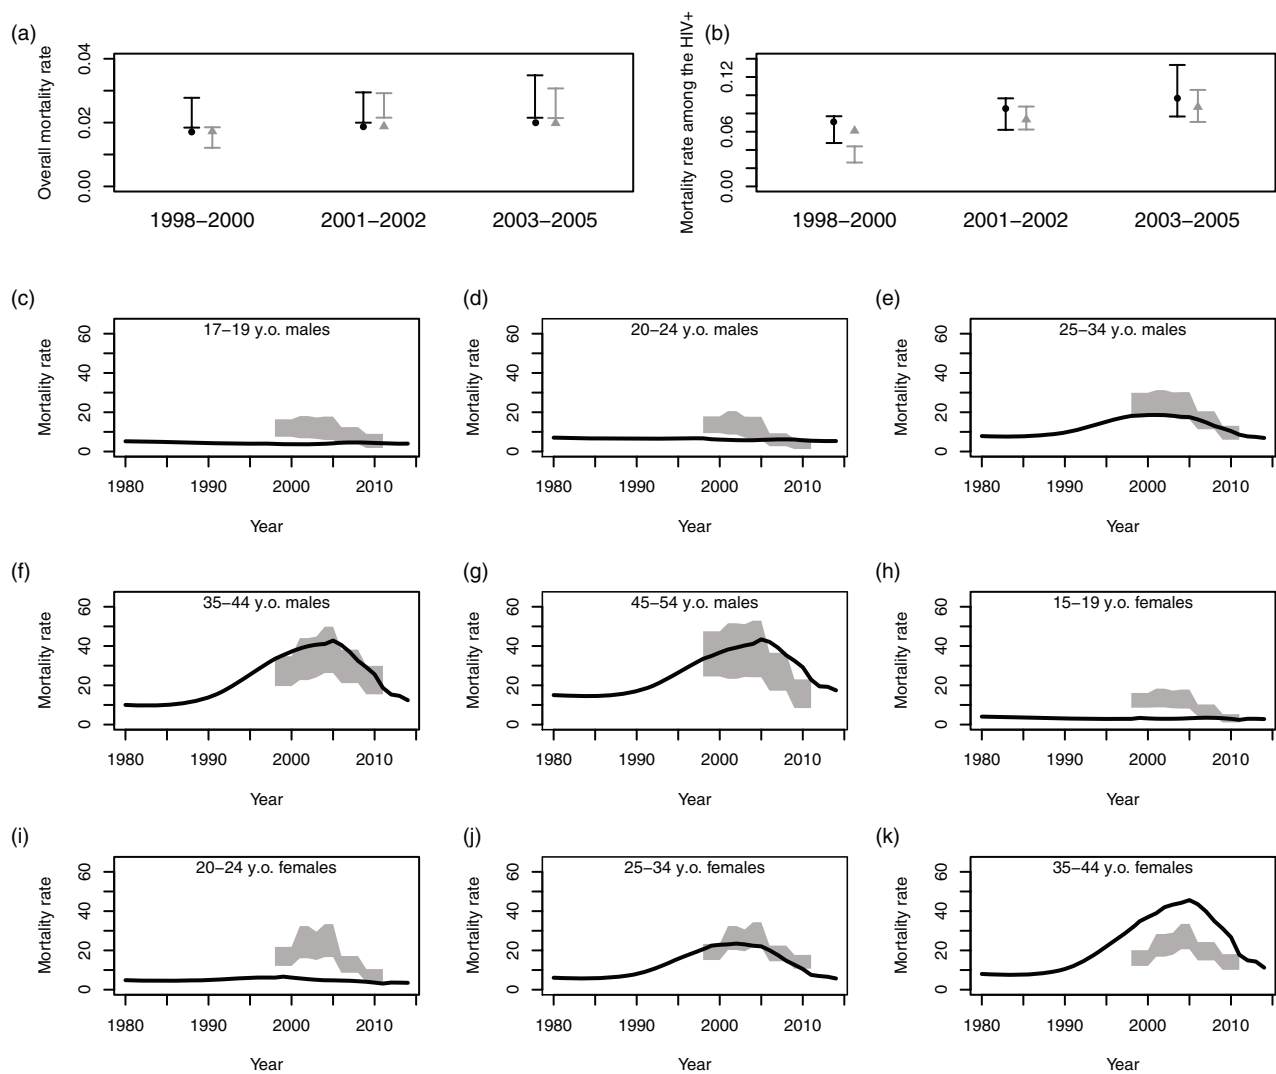 (a)
Overall mortality rate
0.04
0.02
0.00
1998−2000 2001−2002 2003−2005
(b)
Mortality rate among the HIV+
0.12
0.06
0.00
1998−2000 2001−2002 2003−2005
(c)
17−19 y.o. males
Mortality rate
60
40
20
0
1980 1990 2000 2010
Year
(d)
20−24 y.o. males
Mortality rate
60
40
20
0
1980 1990 2000 2010
Year
(e)
25−34 y.o. males
Mortality rate
60
40
20
0
1980 1990 2000 2010
Year
(f)
35−44 y.o. males
Mortality rate
60
40
20
0
1980 1990 2000 2010
Year
(g)
45−54 y.o. males
Mortality rate
60
40
20
0
1980 1990 2000 2010
Year
(h)
15−19 y.o. females
Mortality rate
60
40
20
0
1980 1990 2000 2010
Year
(i)
20−24 y.o. females
Mortality rate
60
40
20
0
1980 1990 2000 2010
Year
(j)
25−34 y.o. females
Mortality rate
60
40
20
0
1980 1990 2000 2010
Year
(k)
35−44 y.o. females
Mortality rate
60
40
20
0
1980 1990 2000 2010
Year